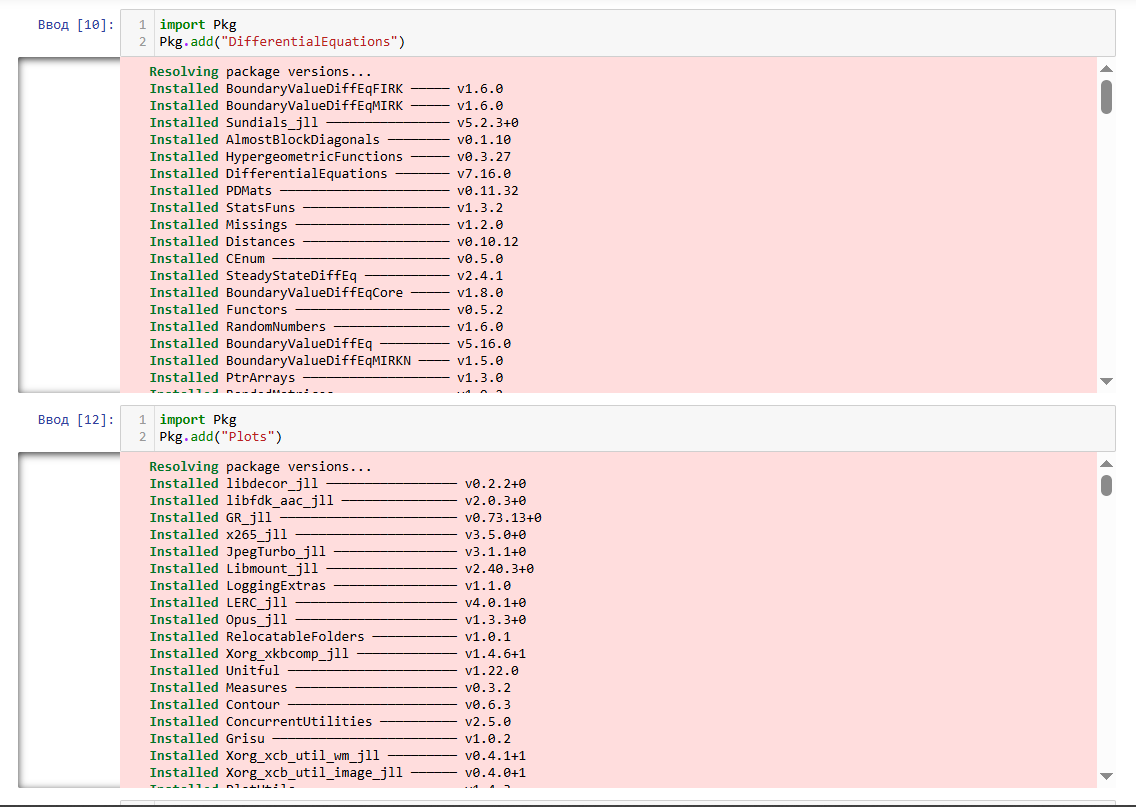 Ввод [10]:
1 import Pkg
2 Pkg.add("DifferentialEquations")
Resolving package versions...
Installed BoundaryValueDiffEqFIRK ───── v1.6.0
Installed BoundaryValueDiffEqMIRK ───── v1.6.0
Installed Sundials_jll ──────────────── v5.2.3+0
Installed AlmostBlockDiagonals ──────── v0.1.10
Installed HypergeometricFunctions ───── v0.3.27
Installed DifferentialEquations ─────── v7.16.0
Installed PDMats ────────────────────── v0.11.32
Installed StatsFuns ─────────────────── v1.3.2
Installed Missings ──────────────────── v1.2.0
Installed Distances ─────────────────── v0.10.12
Installed CEnum ─────────────────────── v0.5.0
Installed SteadyStateDiffEq ─────────── v2.4.1
Installed BoundaryValueDiffEqCore ───── v1.8.0
Installed Functors ──────────────────── v0.5.2
Installed RandomNumbers ─────────────── v1.6.0
Installed BoundaryValueDiffEq ───────── v5.16.0
Installed BoundaryValueDiffEqMIRKN ──── v1.5.0
Installed PtrArrays ─────────────────── v1.3.0
Ввод [12]:
1 import Pkg
2 Pkg.add("Plots")
Resolving package versions...
Installed libdecor_jll ───────────────── v0.2.2+0
Installed libfdk_aac_jll ─────────────── v2.0.3+0
Installed GR_jll ─────────────────────── v0.73.13+0
Installed x265_jll ───────────────────── v3.5.0+0
Installed JpegTurbo_jll ──────────────── v3.1.1+0
Installed Libmount_jll ───────────────── v2.40.3+0
Installed LoggingExtras ──────────────── v1.1.0
Installed LERC_jll ───────────────────── v4.0.1+0
Installed Opus_jll ───────────────────── v1.3.3+0
Installed RelocatableFolders ─────────── v1.0.1
Installed Xorg_xkbcomp_jll ───────────── v1.4.6+1
Installed Unitful ────────────────────── v1.22.0
Installed Measures ───────────────────── v0.3.2
Installed Contour ────────────────────── v0.6.3
Installed ConcurrentUtilities ────────── v2.5.0
Installed Grisu ──────────────────────── v1.0.2
Installed Xorg_xcb_util_wm_jll ───────── v0.4.1+1
Installed Xorg_xcb_util_image_jll ────── v0.4.0+1